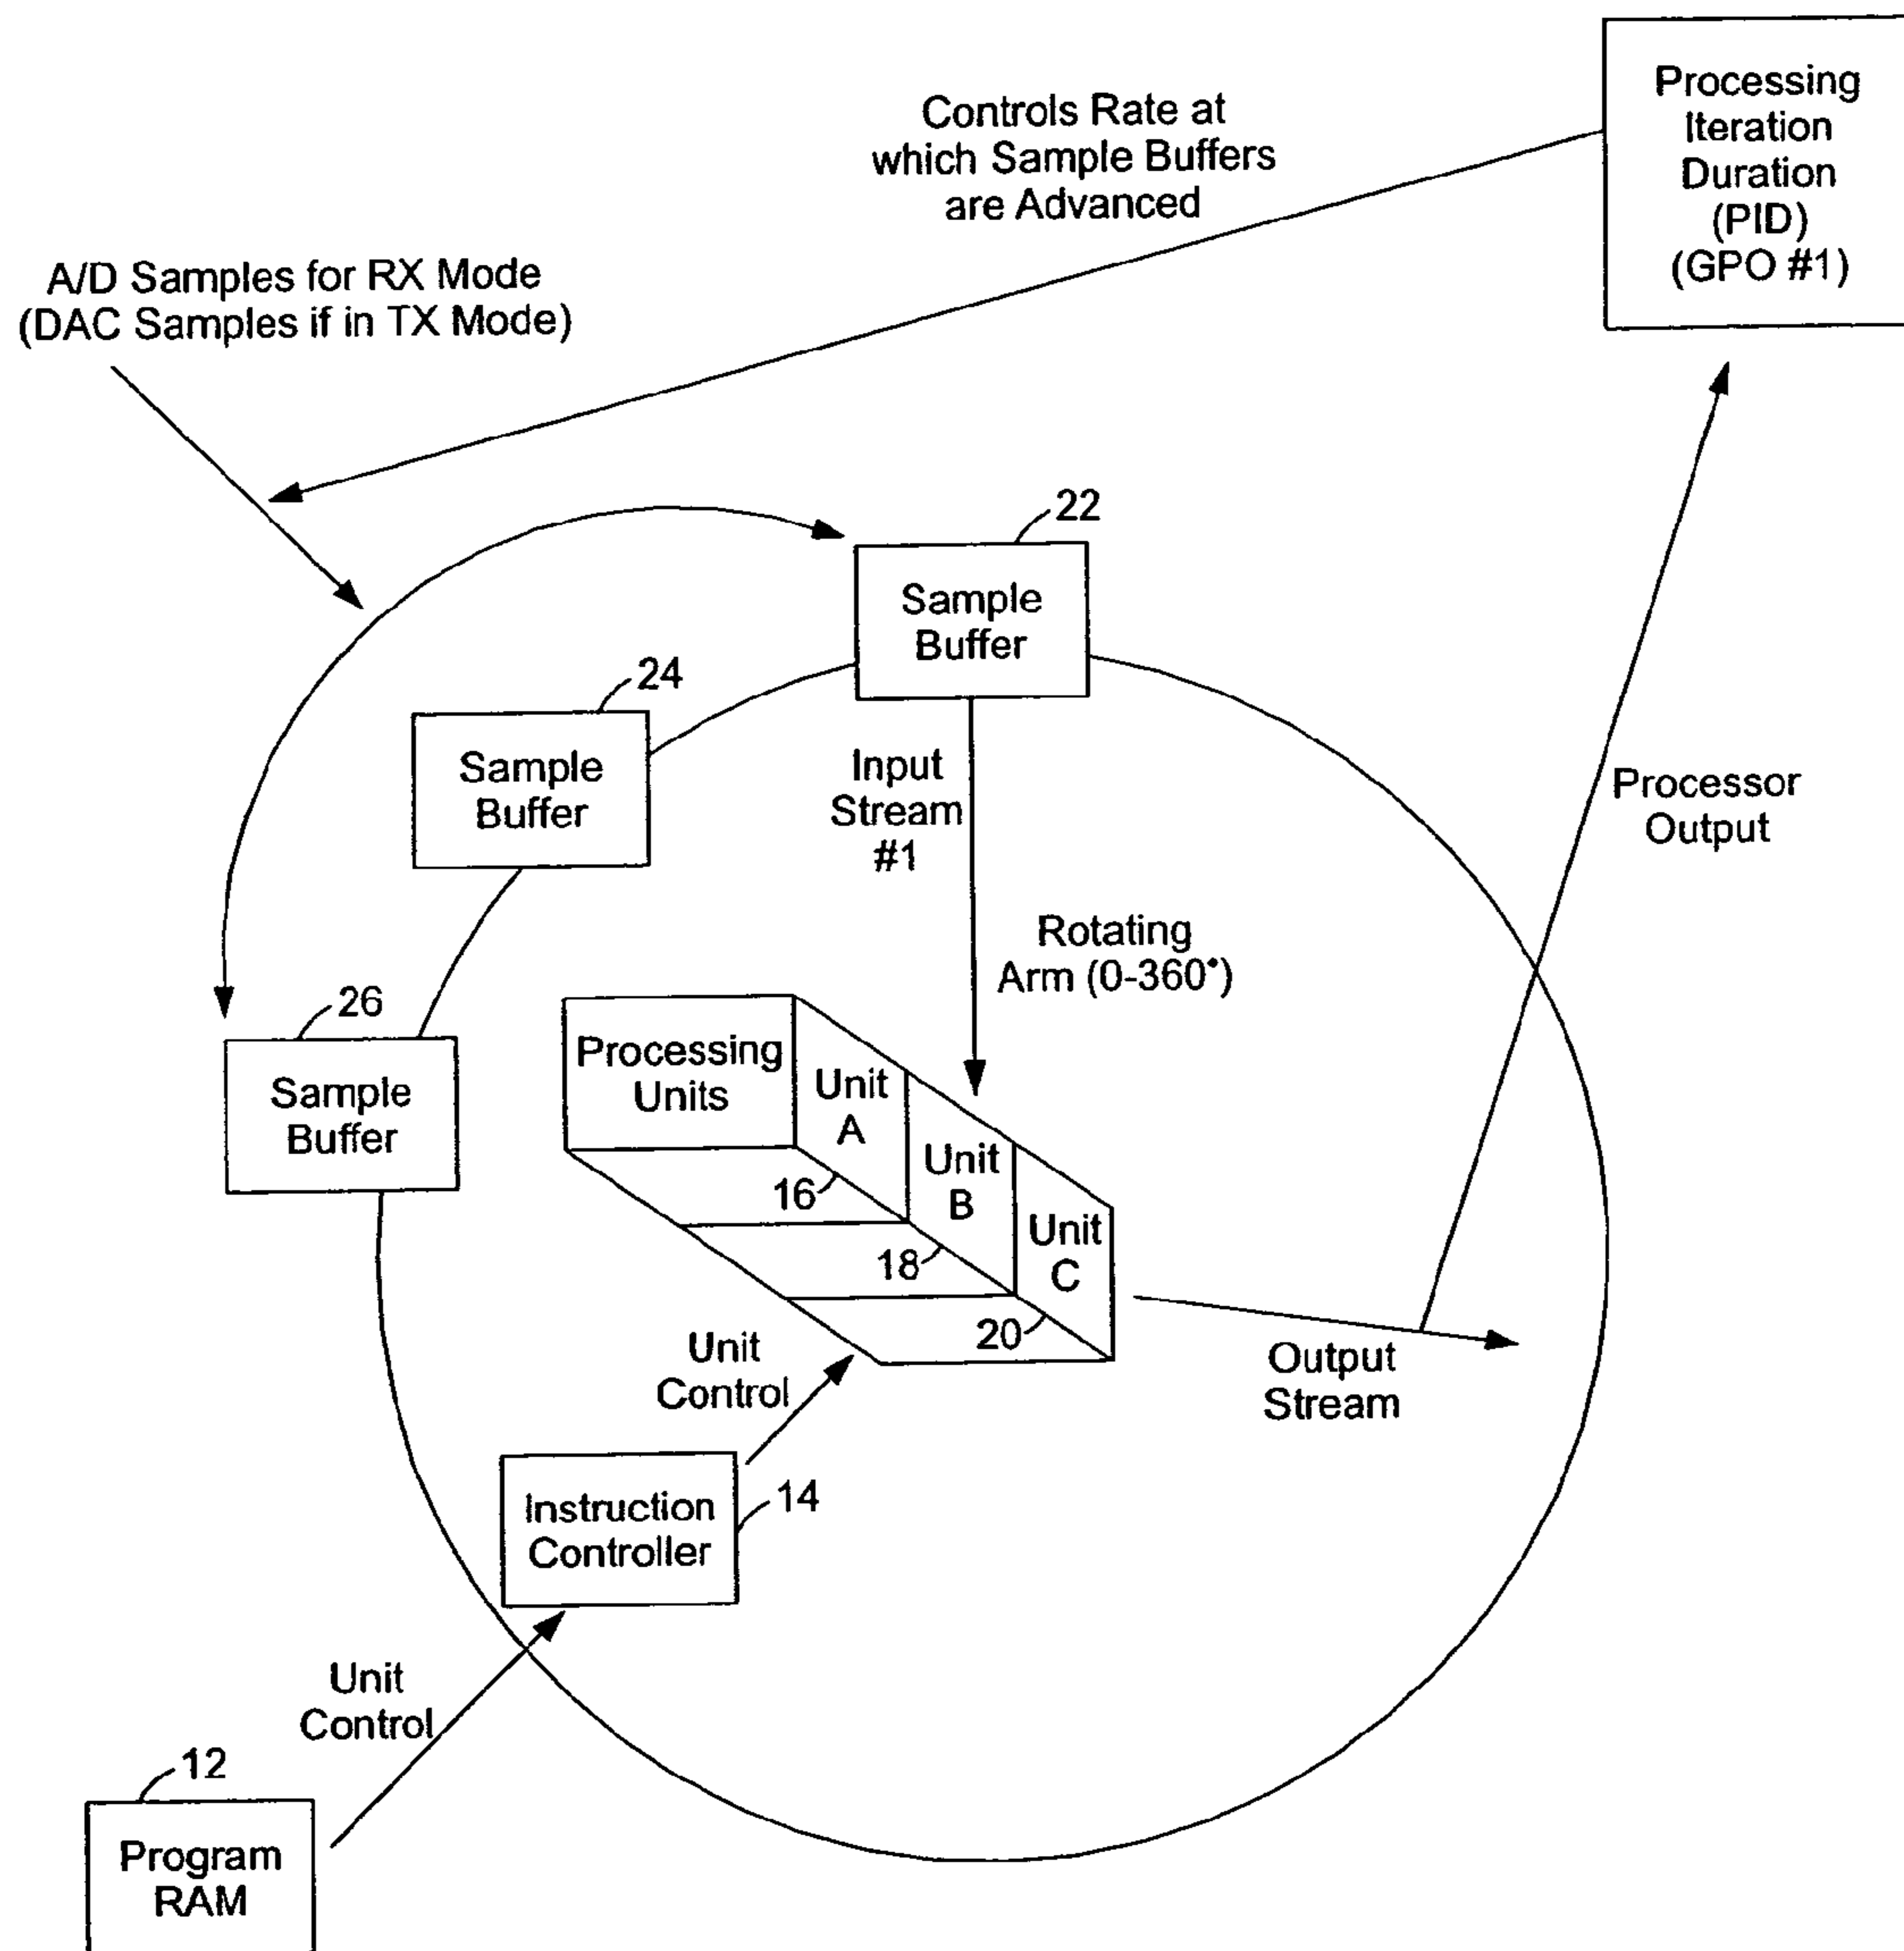 Processing
Iteration
Duration
(PID)
(GPO #1)
Controls Rate at
which Sample Buffers
are Advanced
A/D Samples for RX Mode
(DAC Samples if in TX Mode)
22
Sample
Buffer
24
Sample
Buffer
Input
Stream
#1
Processor
Output
Rotating
Arm (0-360°)
26
Sample
Buffer
Processing
Units
Unit
A
Unit
B
Unit
C
16
18
20
Unit
Control
Output
Stream
14
Instruction
Controller
Unit
Control
12
Program
RAM